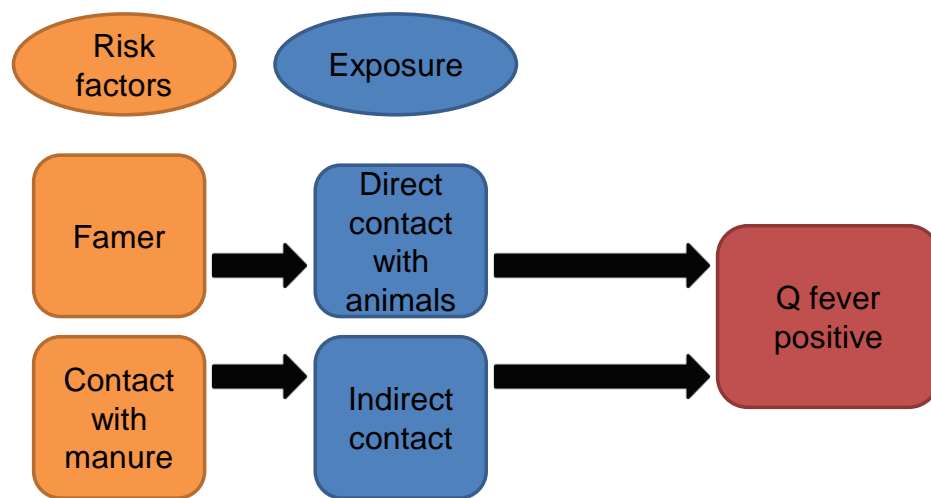 Risk
factors
Exposure
Famer
Direct
contact
with
animals
Q fever
positive
Contact
with
manure
Indirect
contact